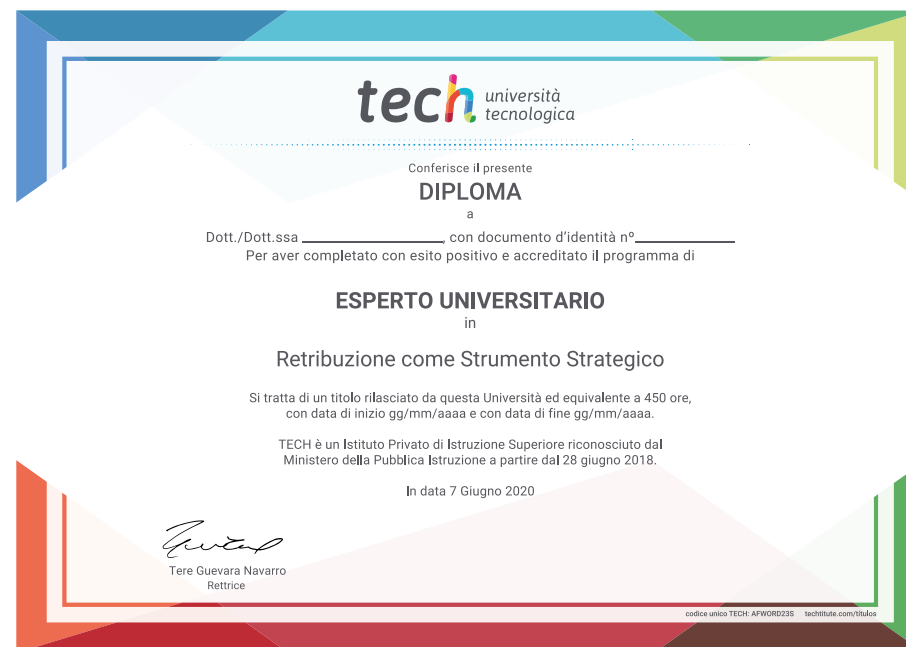 tech università
tecnologica
Conferisce il presente
DIPLOMA
a
Dott./Dott.ssa ____________________, con documento d'identità nº______________
Per aver completato con esito positivo e accreditato il programma di
ESPERTO UNIVERSITARIO
in
Retribuzione come Strumento Strategico
Si tratta di un titolo rilasciato da questa Università ed equivalente a 450 ore,
con data di inizio gg/mm/aaaa e con data di fine gg/mm/aaaa.
TECH è un Istituto Privato di Istruzione Superiore riconosciuto dal
Ministero della Pubblica Istruzione a partire dal 28 giugno 2018.
In data 7 Giugno 2020
Tere Guevara Navarro
Rettrice
codice unico TECH: AFWORD23S techtitute.com/titulos